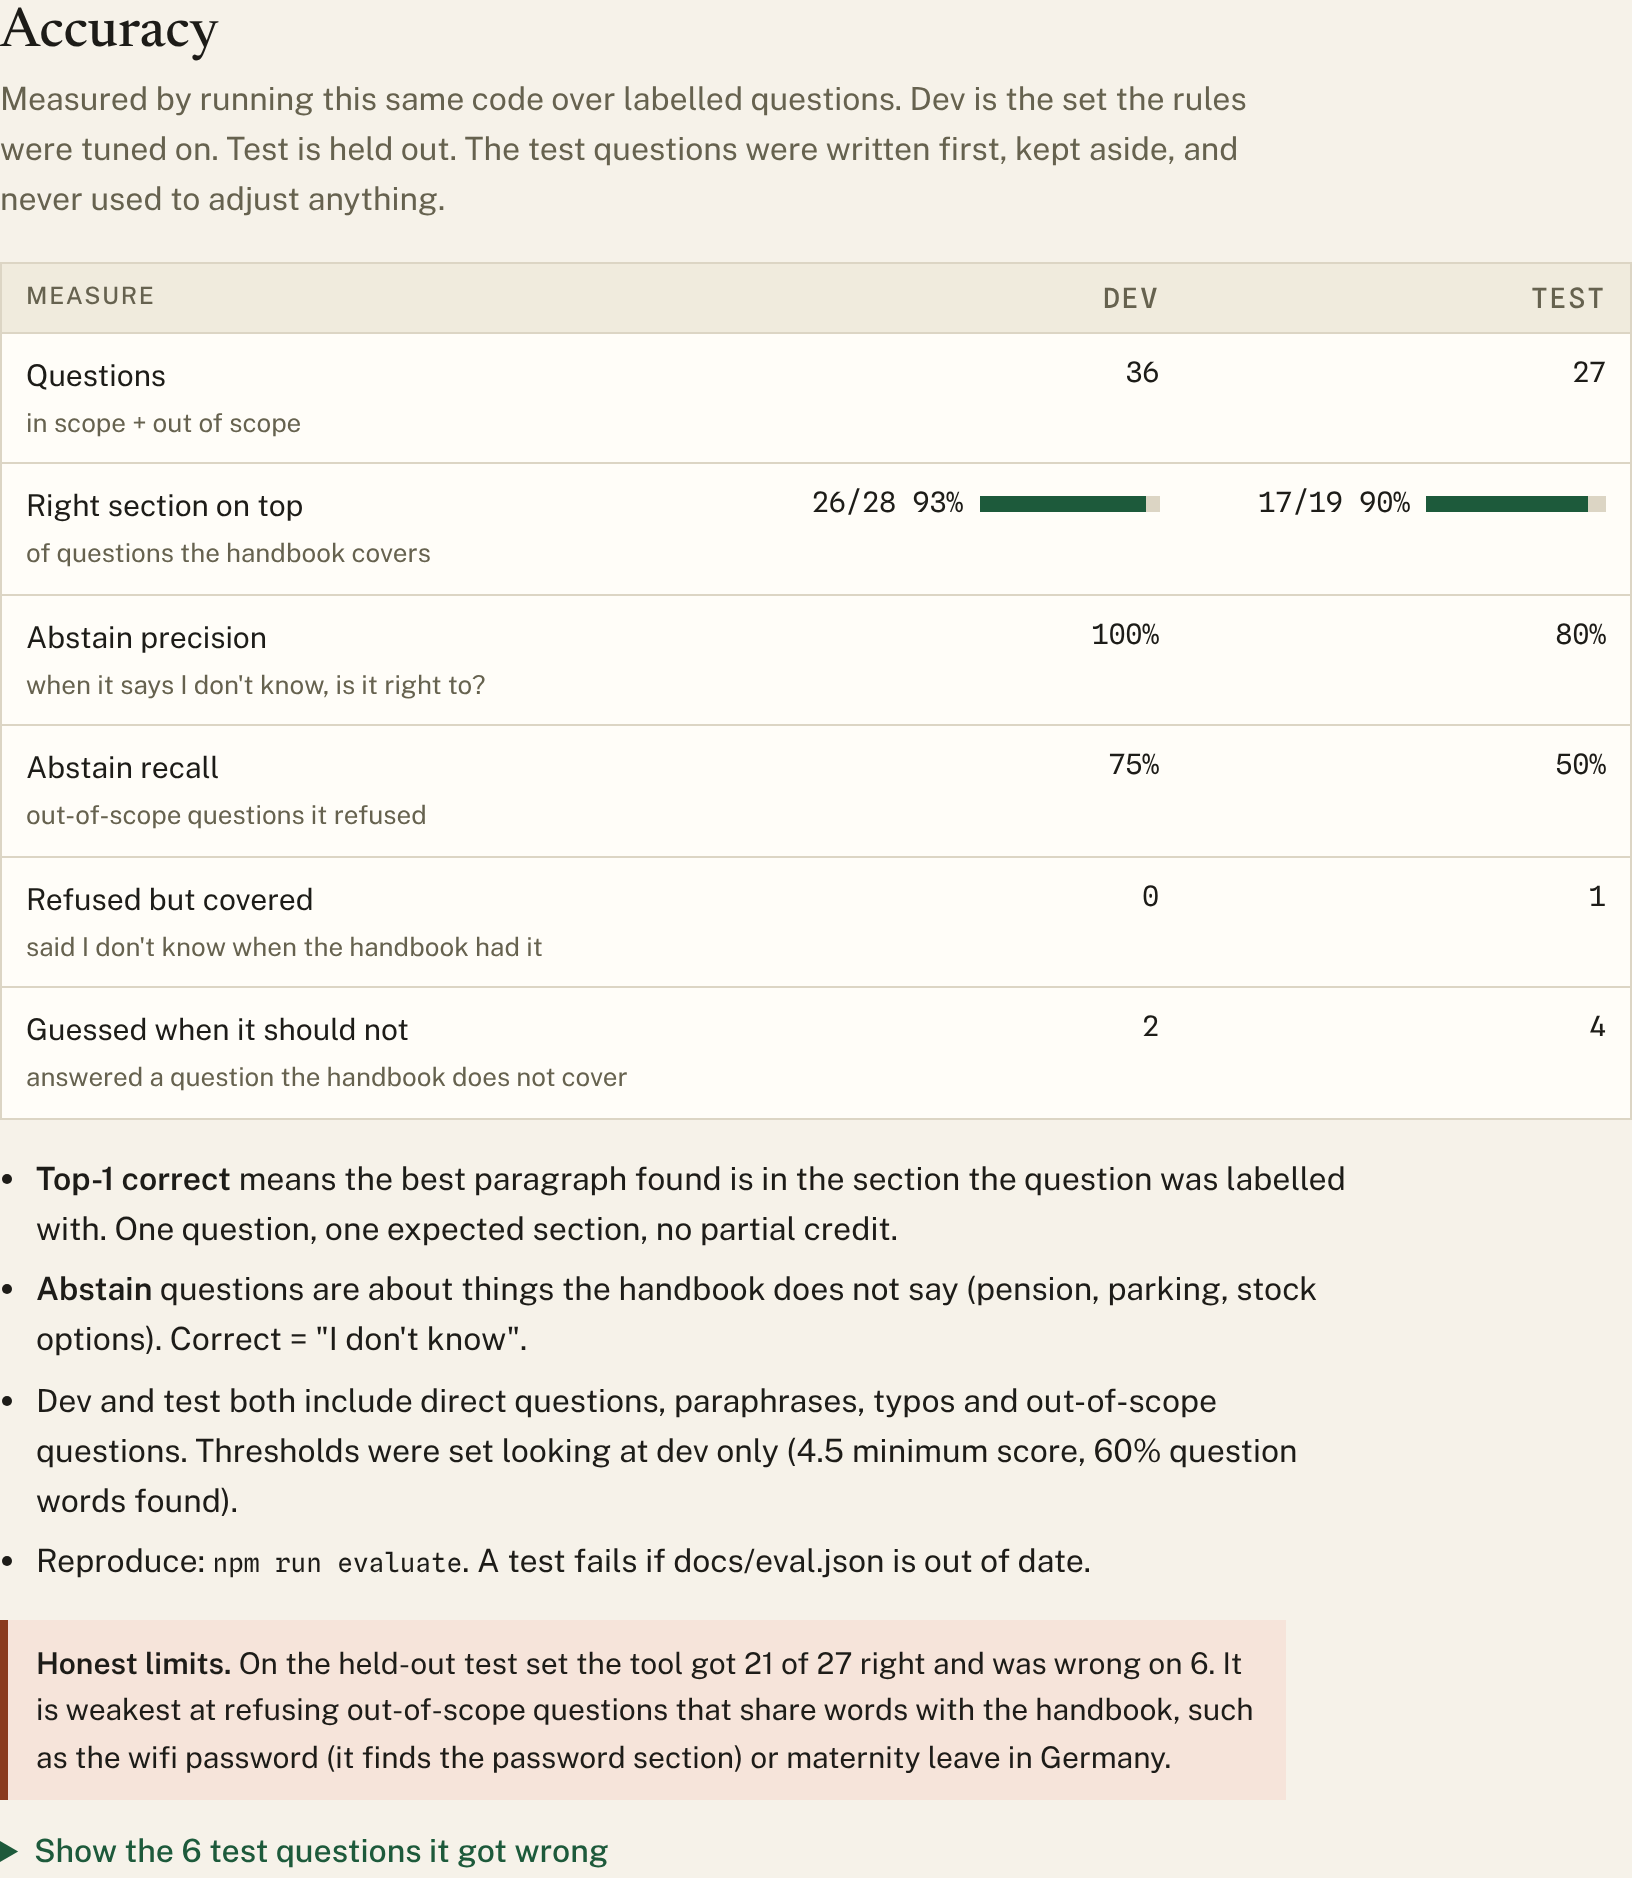 Accuracy
Measured by running this same code over labelled questions. Dev is the set the rules
were tuned on. Test is held out. The test questions were written first, kept aside, and
never used to adjust anything.
MEASURE DEV TEST
Questions 36 27
in scope + out of scope
Right section on top 26/28 93% 17/19 90%
of questions the handbook covers
Abstain precision 100% 80%
when it says I don't know, is it right to?
Abstain recall 75% 50%
out-of-scope questions it refused
Refused but covered 0 1
said I don't know when the handbook had it
Guessed when it should not 2 4
answered a question the handbook does not cover
• Top-1 correct means the best paragraph found is in the section the question was labelled
with. One question, one expected section, no partial credit.
• Abstain questions are about things the handbook does not say (pension, parking, stock
options). Correct = "I don't know".
• Dev and test both include direct questions, paraphrases, typos and out-of-scope
questions. Thresholds were set looking at dev only (4.5 minimum score, 60% question
words found).
• Reproduce: npm run evaluate. A test fails if docs/eval.json is out of date.
Honest limits. On the held-out test set the tool got 21 of 27 right and was wrong on 6. It
is weakest at refusing out-of-scope questions that share words with the handbook, such
as the wifi password (it finds the password section) or maternity leave in Germany.
▶ Show the 6 test questions it got wrong